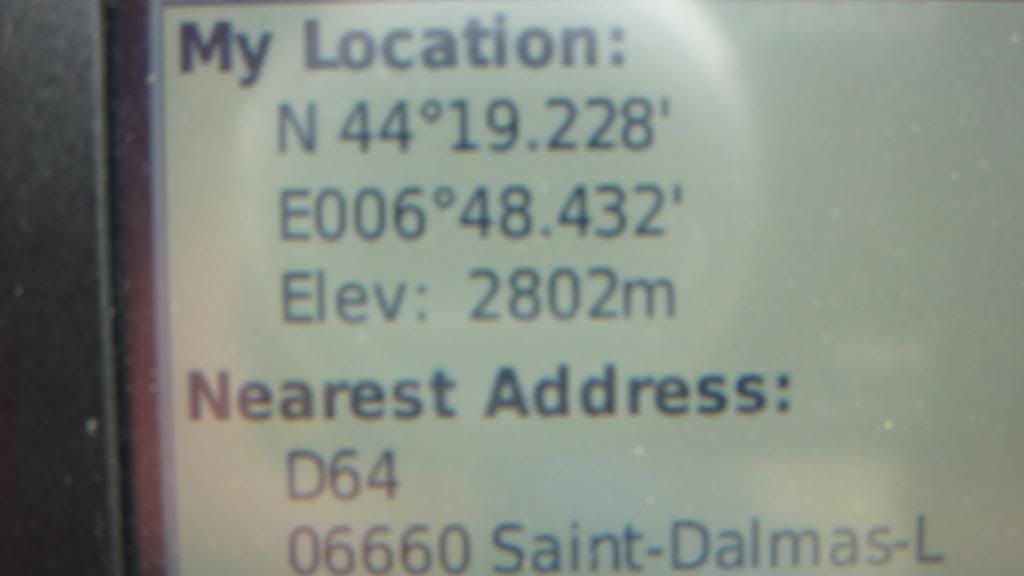 My Location:
N 44°19.228'
E006°48.432'
Elev: 2802m
Nearest Address:
D64
06660 Saint-Dalmas-L